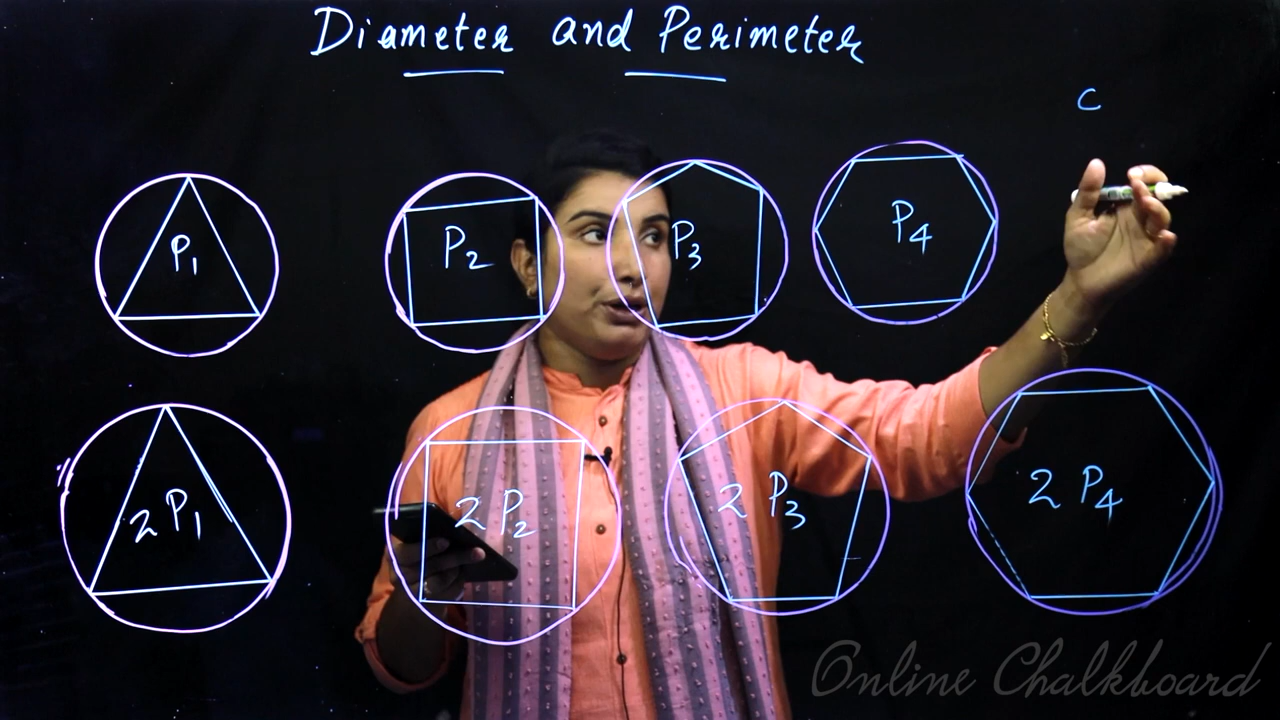 Diameter and Perimeter
C
P1 P2 P3 P4
2P1 2P2 2P3 2P4
Online Chalkboard